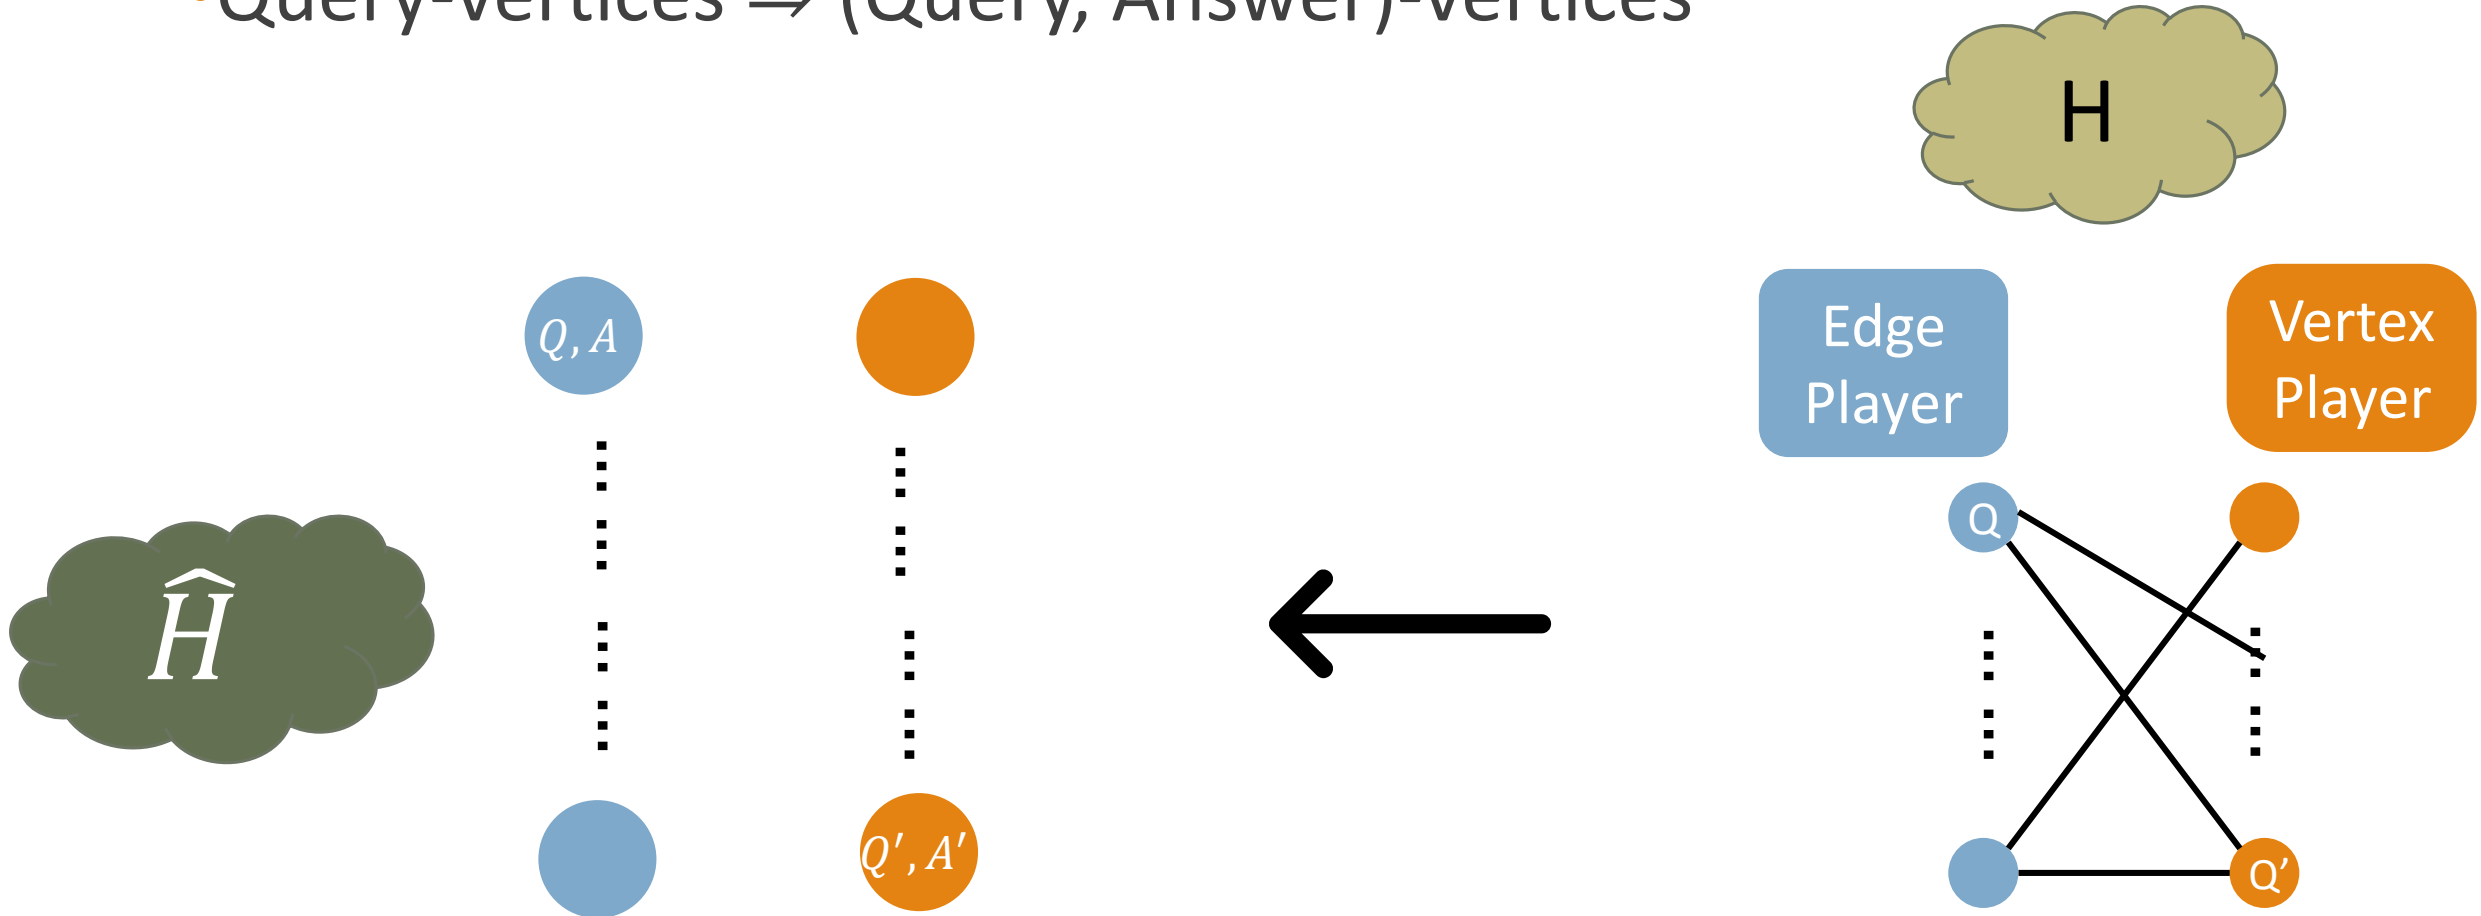 • Query-vertices ⇒ (Query, Answer)-vertices
H
Edge
Player
Vertex
Player
Q, A
Q
Ĥ
Q′, A′
Q’